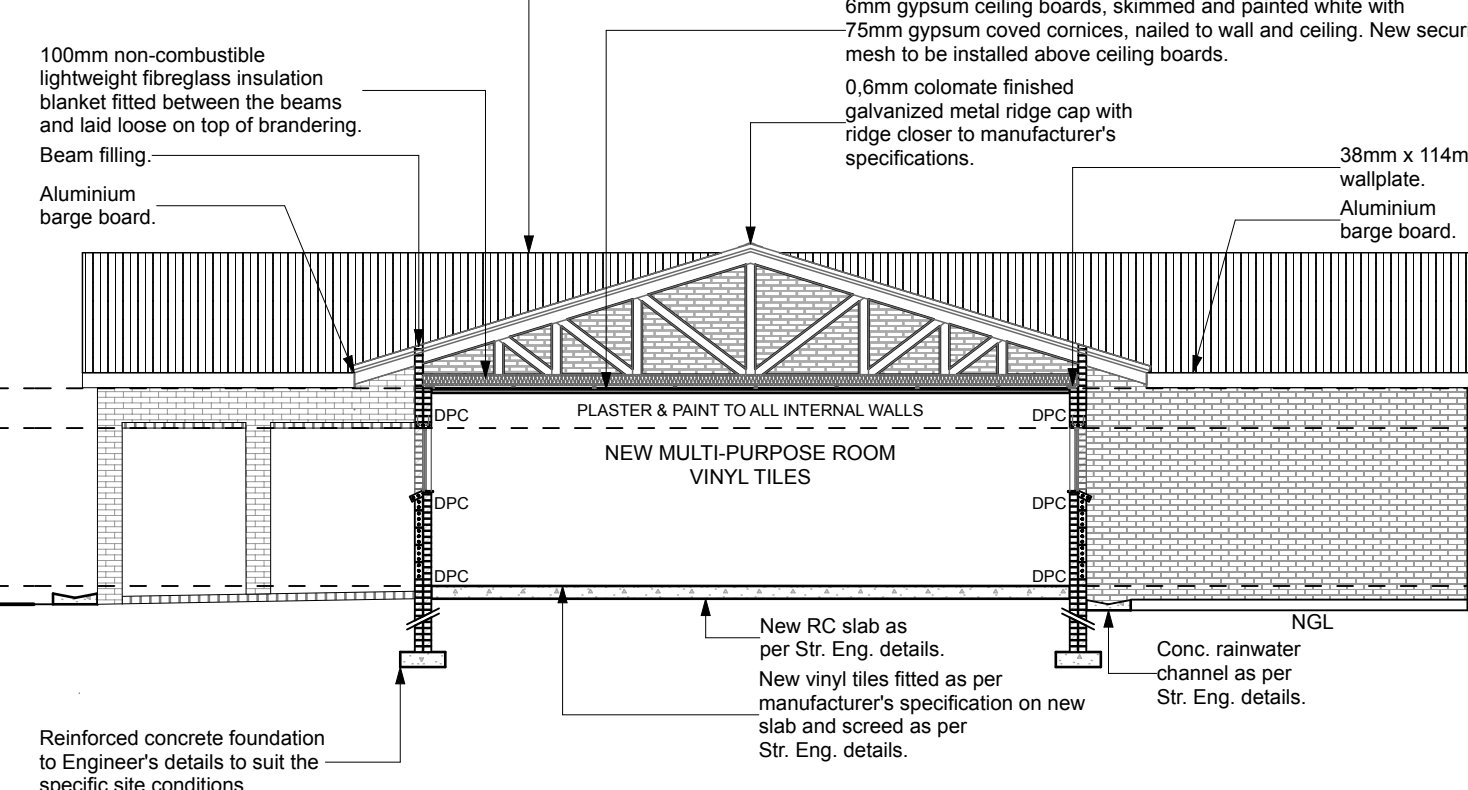 6mm gypsum ceiling boards, skimmed and painted white with
75mm gypsum coved cornices, nailed to wall and ceiling. New securi
mesh to be installed above ceiling boards.
100mm non-combustible
lightweight fibreglass insulation
blanket fitted between the beams
and laid loose on top of brandering.
Beam filling.
Aluminium
barge board.
0,6mm colomate finished
galvanized metal ridge cap with
ridge closer to manufacturer's
specifications.
38mm x 114m
wallplate.
Aluminium
barge board.
DPC
PLASTER & PAINT TO ALL INTERNAL WALLS
DPC
NEW MULTI-PURPOSE ROOM
VINYL TILES
DPC
DPC
DPC
DPC
NGL
New RC slab as
per Str. Eng. details.
New vinyl tiles fitted as per
manufacturer's specification on new
slab and screed as per
Str. Eng. details.
Conc. rainwater
channel as per
Str. Eng. details.
Reinforced concrete foundation
to Engineer's details to suit the
specific site conditions